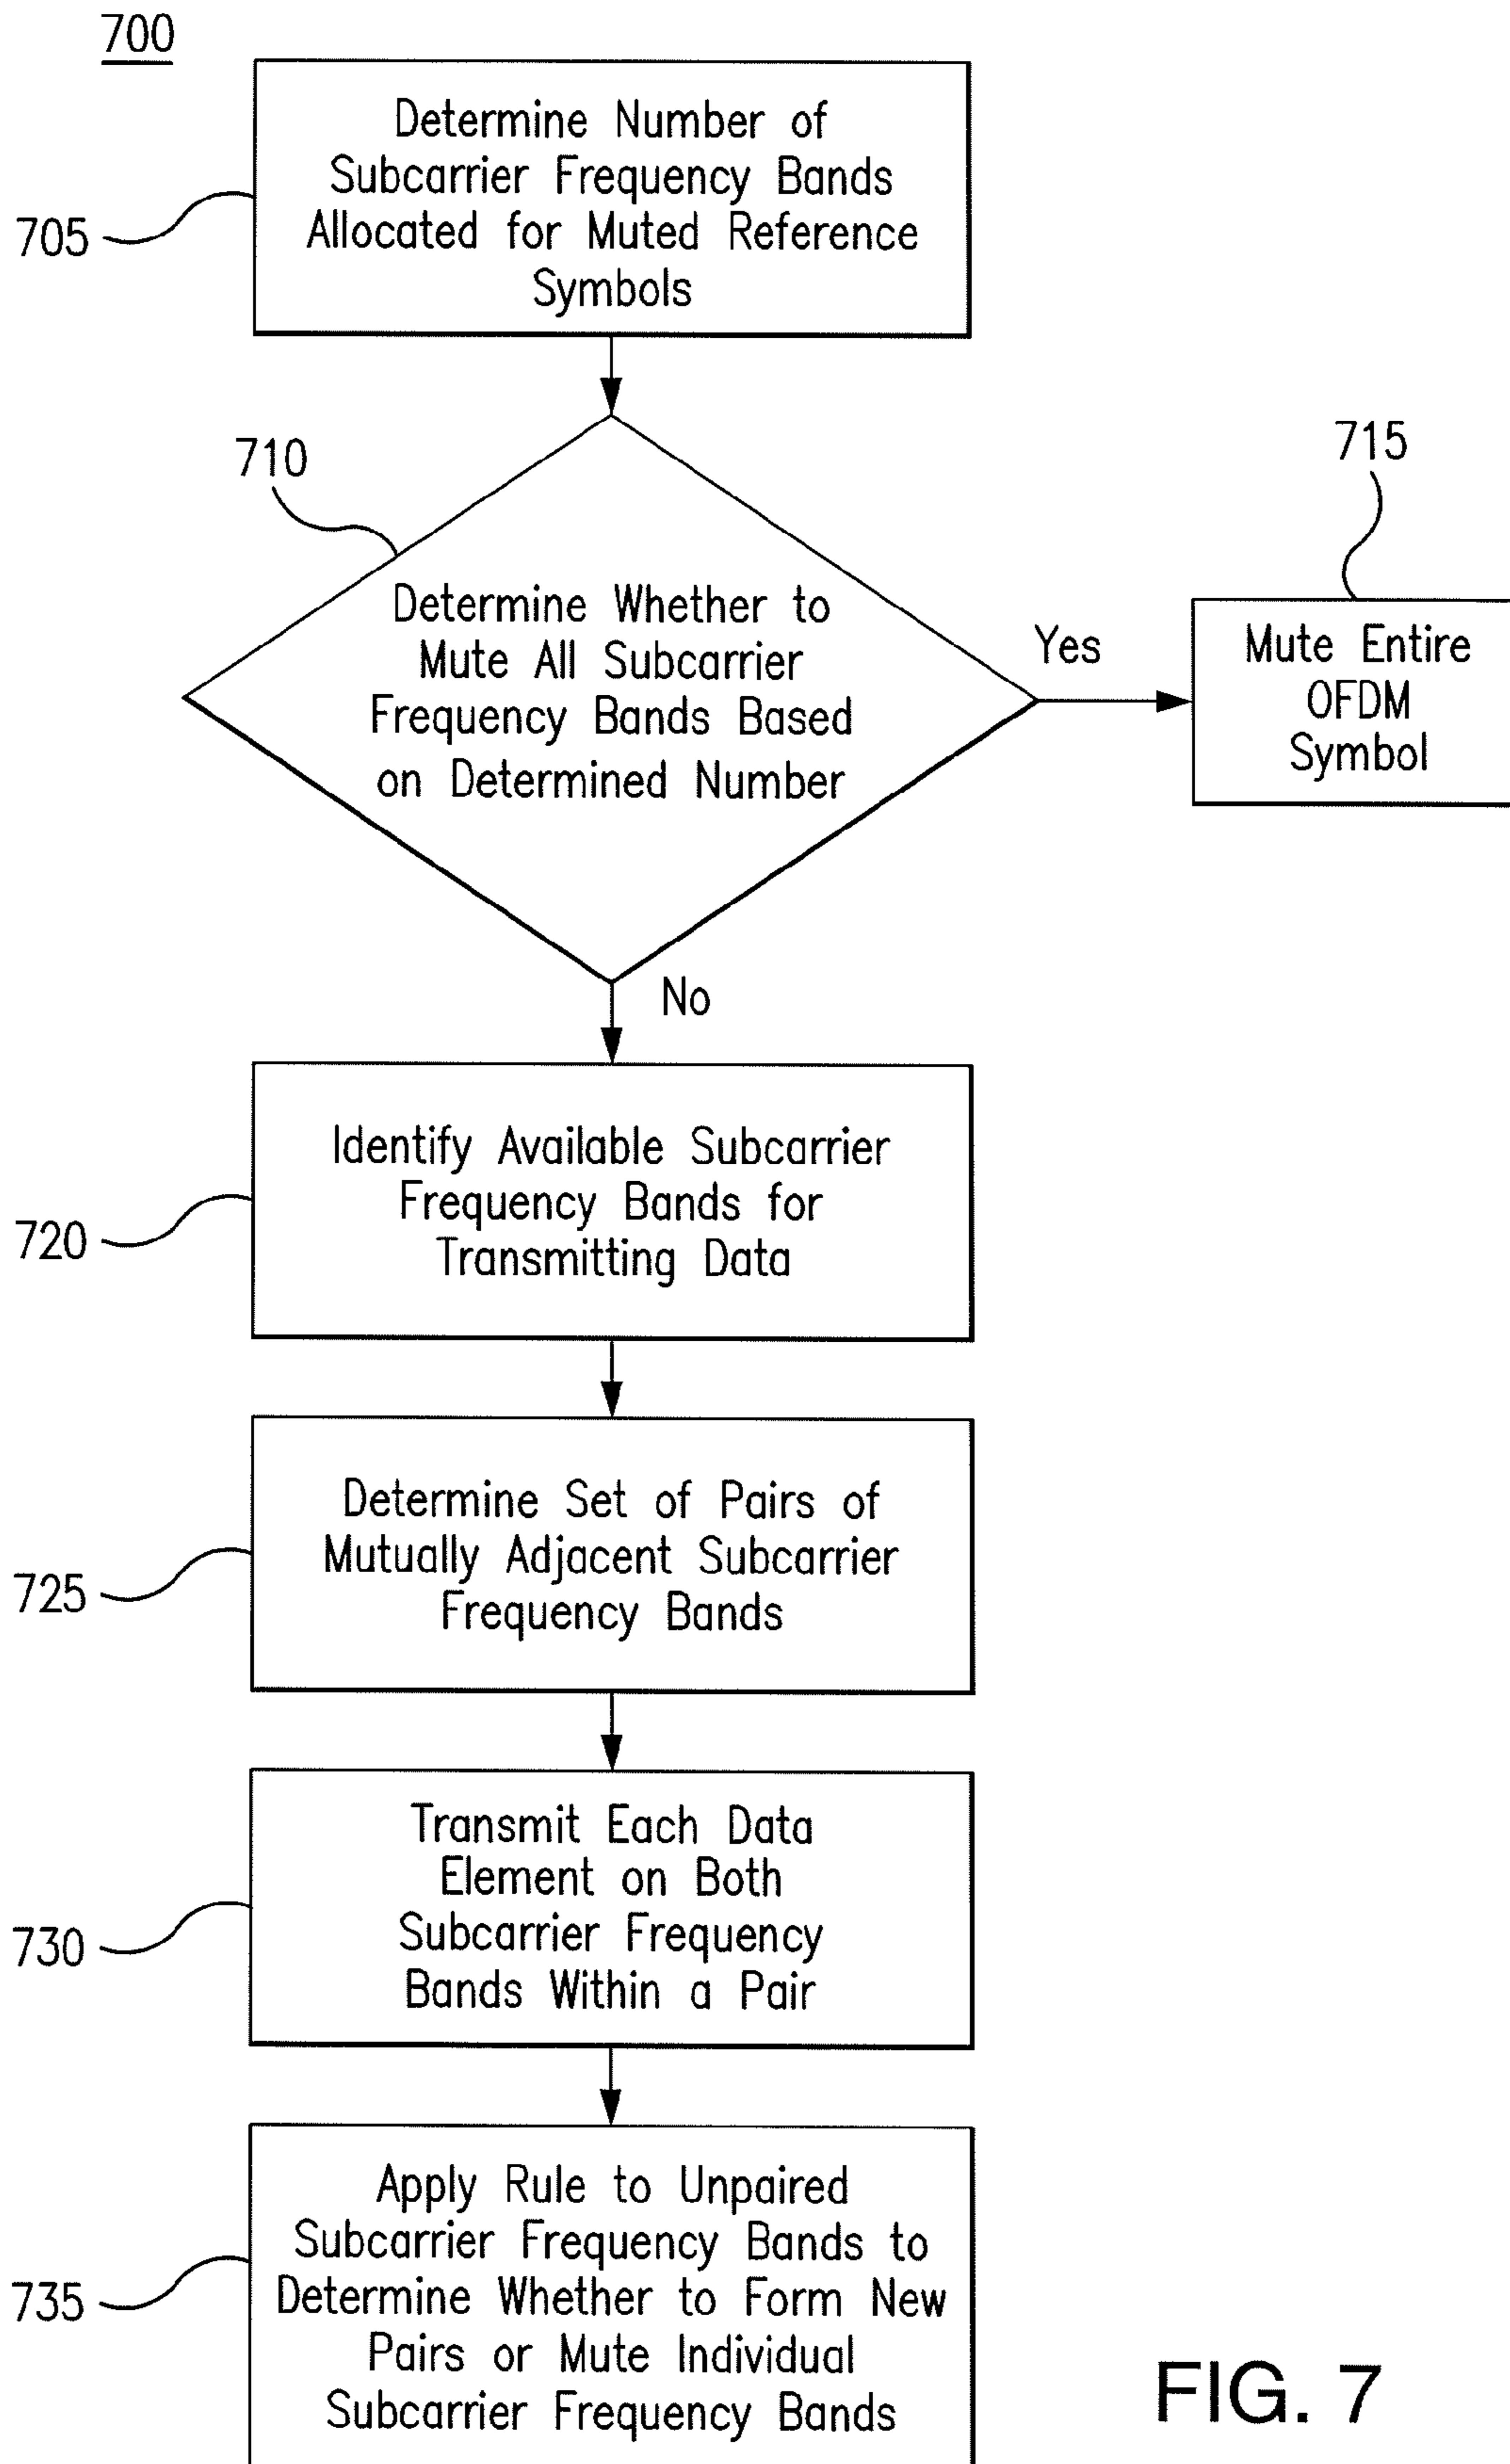 700
Determine Number of
Subcarrier Frequency Bands
Allocated for Muted Reference
Symbols
705
710
Determine Whether to
Mute All Subcarrier
Frequency Bands Based
on Determined Number
Yes
715
Mute Entire
OFDM
Symbol
No
Identify Available Subcarrier
Frequency Bands for
Transmitting Data
720
Determine Set of Pairs of
Mutually Adjacent Subcarrier
Frequency Bands
725
Transmit Each Data
Element on Both
Subcarrier Frequency
Bands Within a Pair
730
Apply Rule to Unpaired
Subcarrier Frequency Bands to
Determine Whether to Form New
Pairs or Mute Individual
Subcarrier Frequency Bands
735
FIG. 7